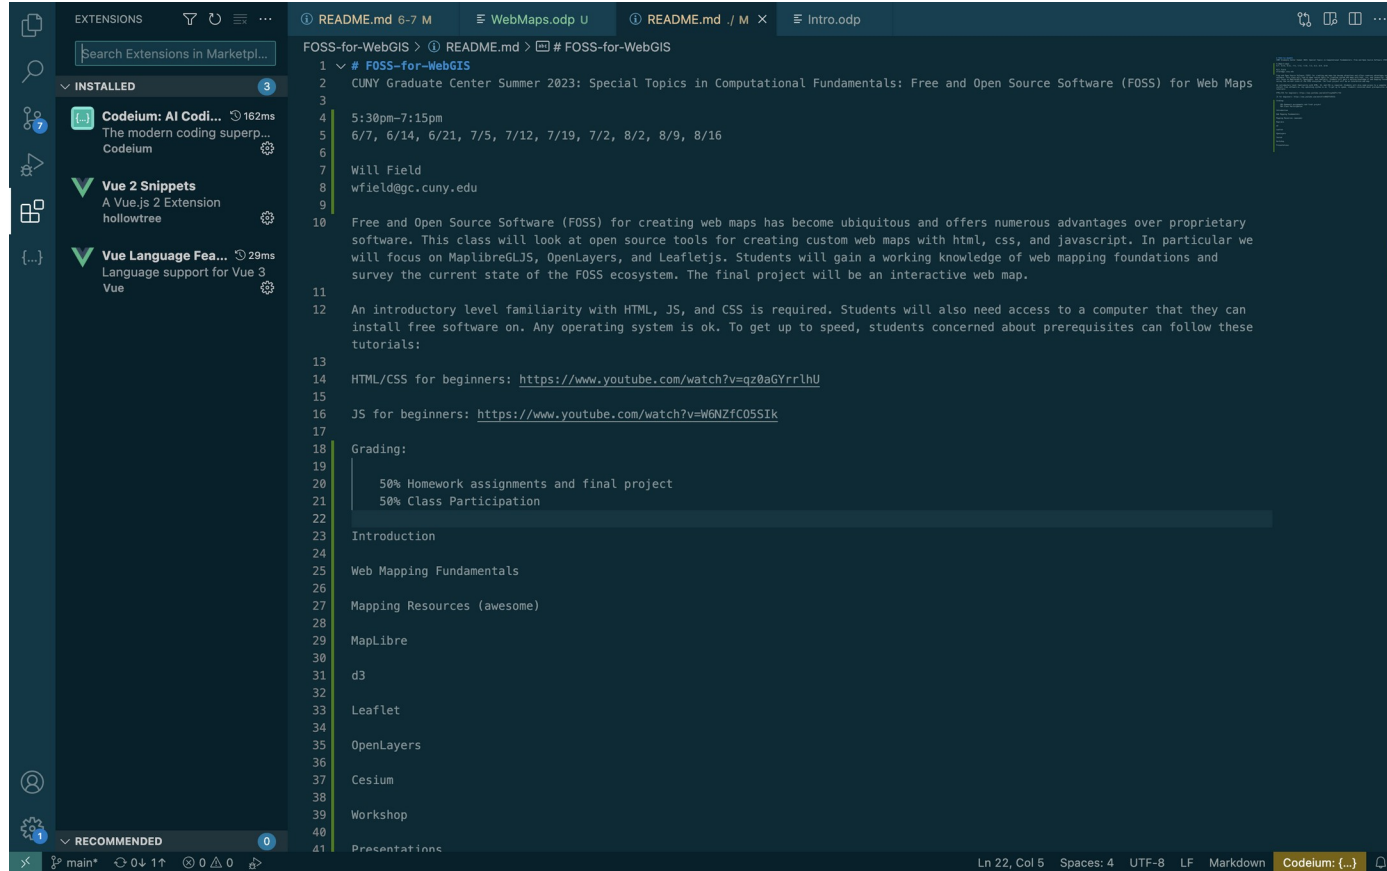 EXTENSIONS
README.md 6-7 M
WebMaps.odp U
README.md ./ M
Intro.odp
Search Extensions in Marketpl...
FOSS-for-WebGIS > README.md > # FOSS-for-WebGIS
INSTALLED 3
Codeium: AI Codi... 162ms
The modern coding superp...
Codeium
Vue 2 Snippets
A Vue.js 2 Extension
hollowtree
Vue Language Fea... 29ms
Language support for Vue 3
Vue
7
{...}
1 # FOSS-for-WebGIS
2 CUNY Graduate Center Summer 2023: Special Topics in Computational Fundamentals: Free and Open Source Software (FOSS) for Web Maps
3
4 5:30pm-7:15pm
5 6/7, 6/14, 6/21, 7/5, 7/12, 7/19, 7/2, 8/2, 8/9, 8/16
6
7 Will Field
8 wfield@gc.cuny.edu
9
10 Free and Open Source Software (FOSS) for creating web maps has become ubiquitous and offers numerous advantages over proprietary
software. This class will look at open source tools for creating custom web maps with html, css, and javascript. In particular we
will focus on MaplibreGLJS, OpenLayers, and Leafletjs. Students will gain a working knowledge of web mapping foundations and
survey the current state of the FOSS ecosystem. The final project will be an interactive web map.
11
12 An introductory level familiarity with HTML, JS, and CSS is required. Students will also need access to a computer that they can
install free software on. Any operating system is ok. To get up to speed, students concerned about prerequisites can follow these
tutorials:
13
14 HTML/CSS for beginners: https://www.youtube.com/watch?v=qz0aGYrrlhU
15
16 JS for beginners: https://www.youtube.com/watch?v=W6NZfCO5SIk
17
18 Grading:
19
20 50% Homework assignments and final project
21 50% Class Participation
22
23 Introduction
24
25 Web Mapping Fundamentals
26
27 Mapping Resources (awesome)
28
29 MapLibre
30
31 d3
32
33 Leaflet
34
35 OpenLayers
36
37 Cesium
38
39 Workshop
40
41 Presentations
1
RECOMMENDED 0
main* 0↓ 1↑ 0 0
Ln 22, Col 5 Spaces: 4 UTF-8 LF Markdown Codeium: {...}